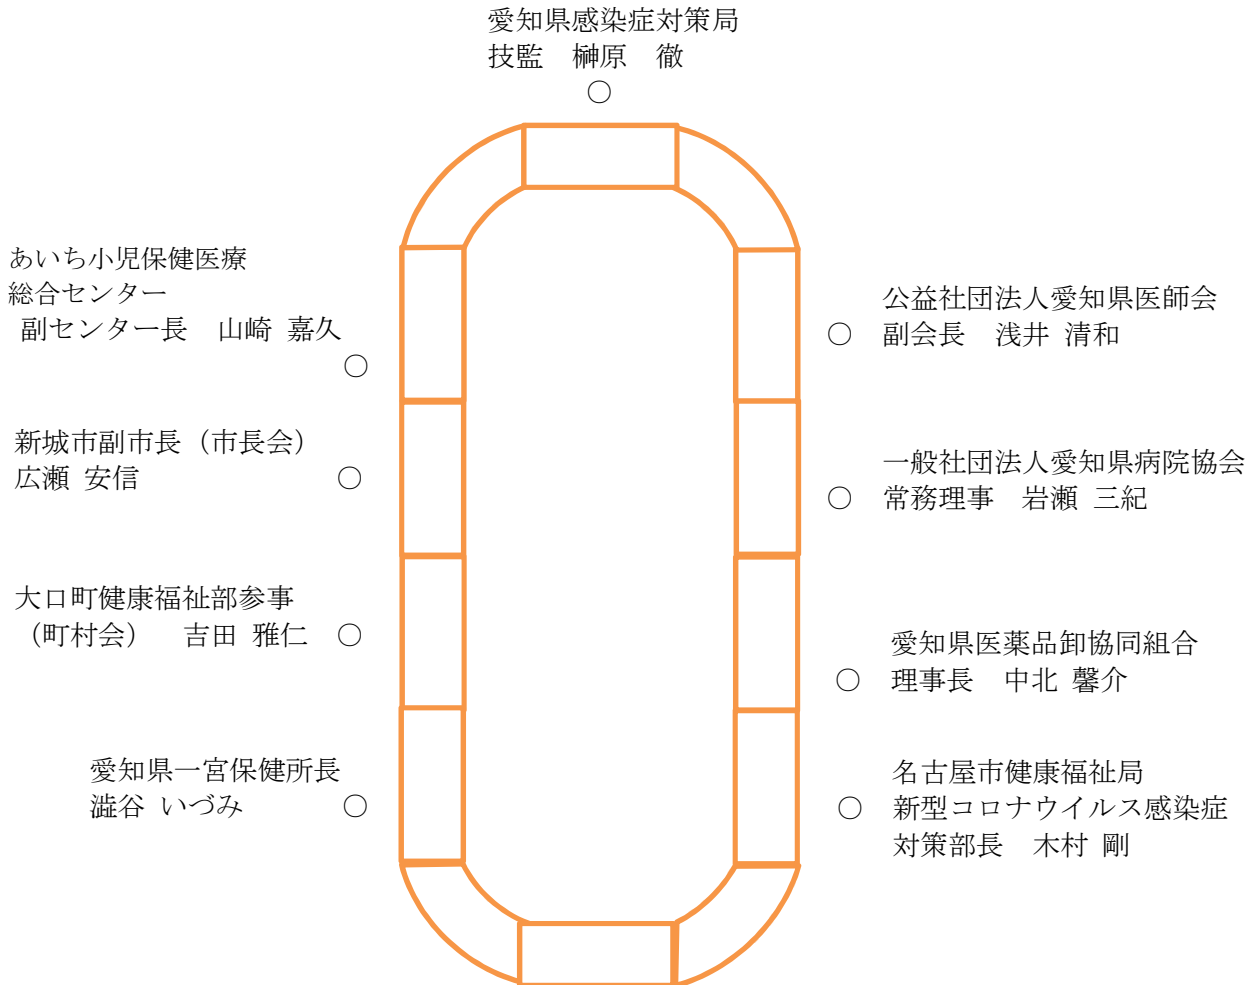 愛知県感染症対策局
技監　榊原　徹
○
あいち小児保健医療
総合センター
副センター長　山崎 嘉久
○
新城市副市長（市長会）
広瀬 安信　○
大口町健康福祉部参事
（町村会）　吉田 雅仁　○
愛知県一宮保健所長
澁谷 いづみ　○
公益社団法人愛知県医師会
○　副会長　浅井 清和
一般社団法人愛知県病院協会
○　常務理事　岩瀬 三紀
愛知県医薬品卸協同組合
○　理事長　中北 馨介
名古屋市健康福祉局
○　新型コロナウイルス感染症
対策部長　木村 剛